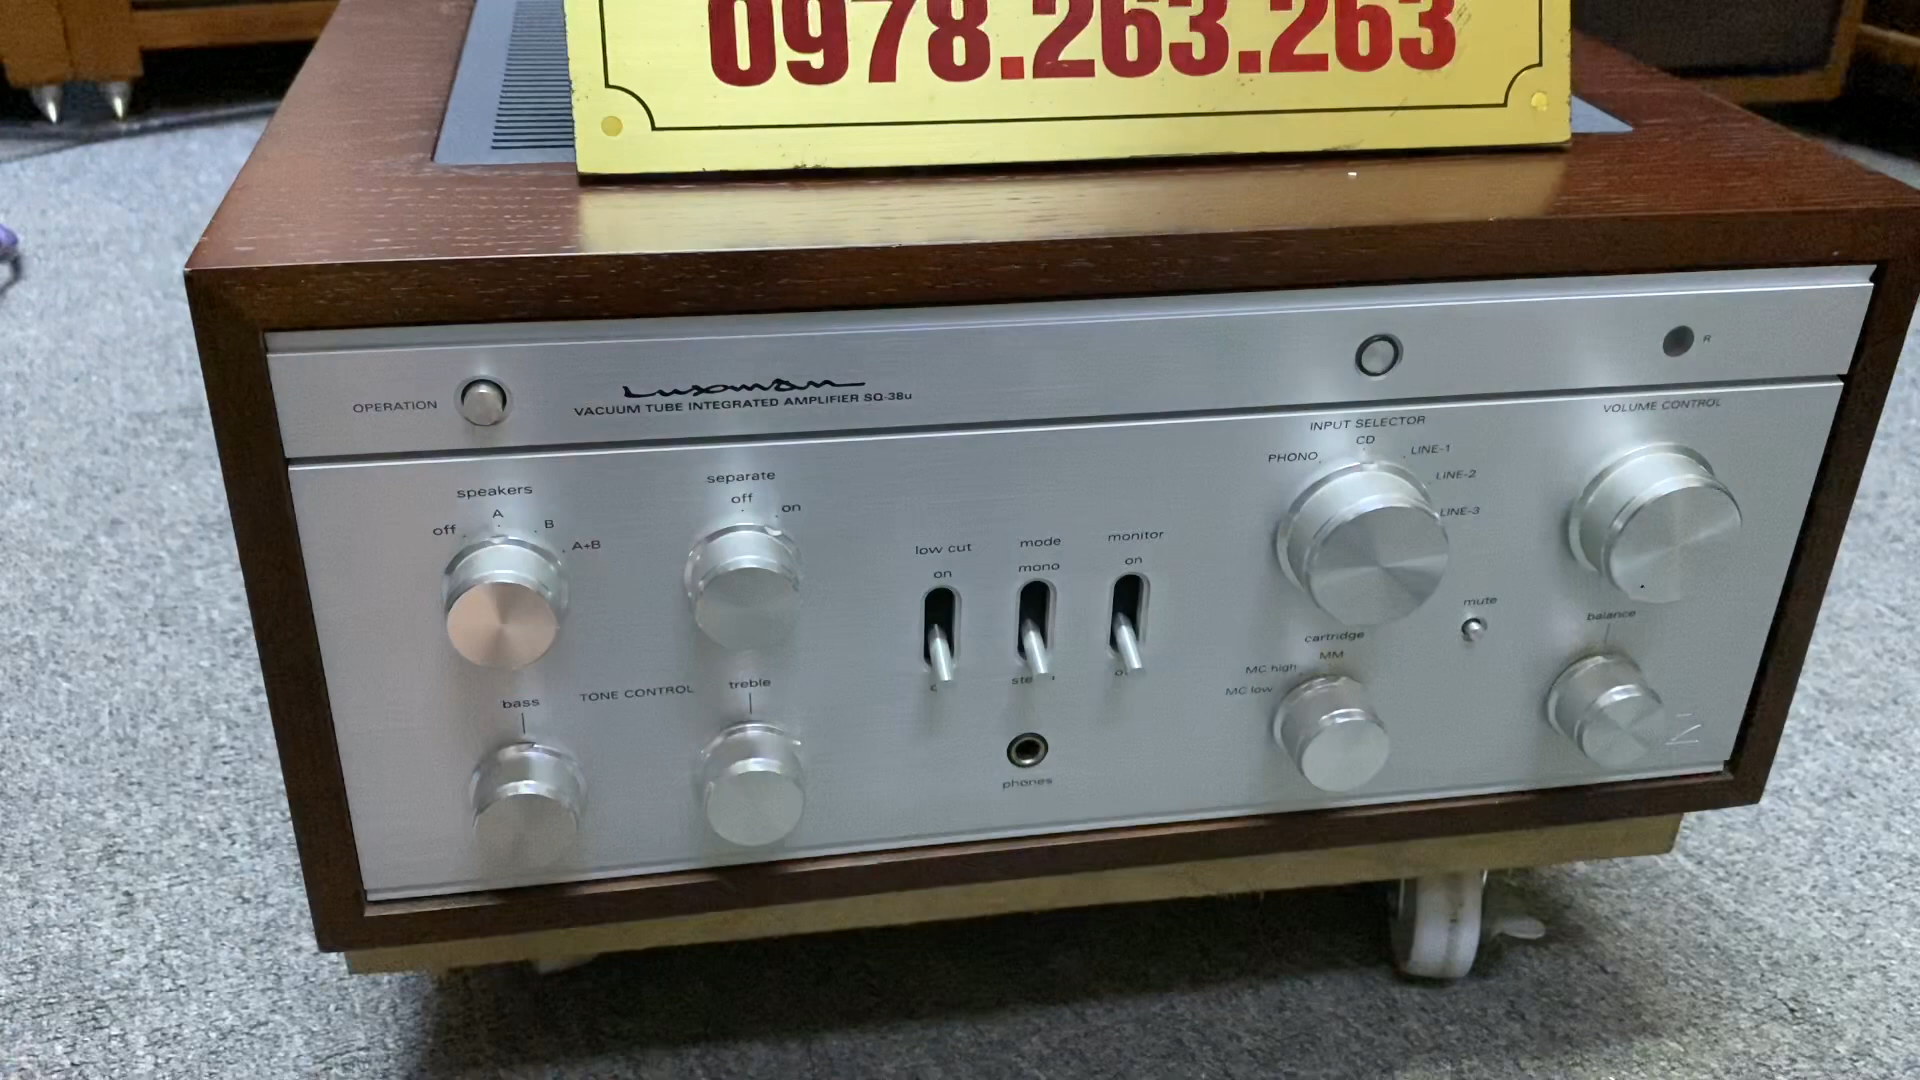 0978.263.263
OPERATION
LUXMAN
VACUUM TUBE INTEGRATED AMPLIFIER SQ-38u
R
speakers
off A B A+B
separate
off on
low cut
on
mode
mono
monitor
on
INPUT SELECTOR
PHONO CD LINE-1
LINE-2
LINE-3
VOLUME CONTROL
mute
balance
cartridge
MM
MC high
MC low
bass
TONE CONTROL
treble
phones